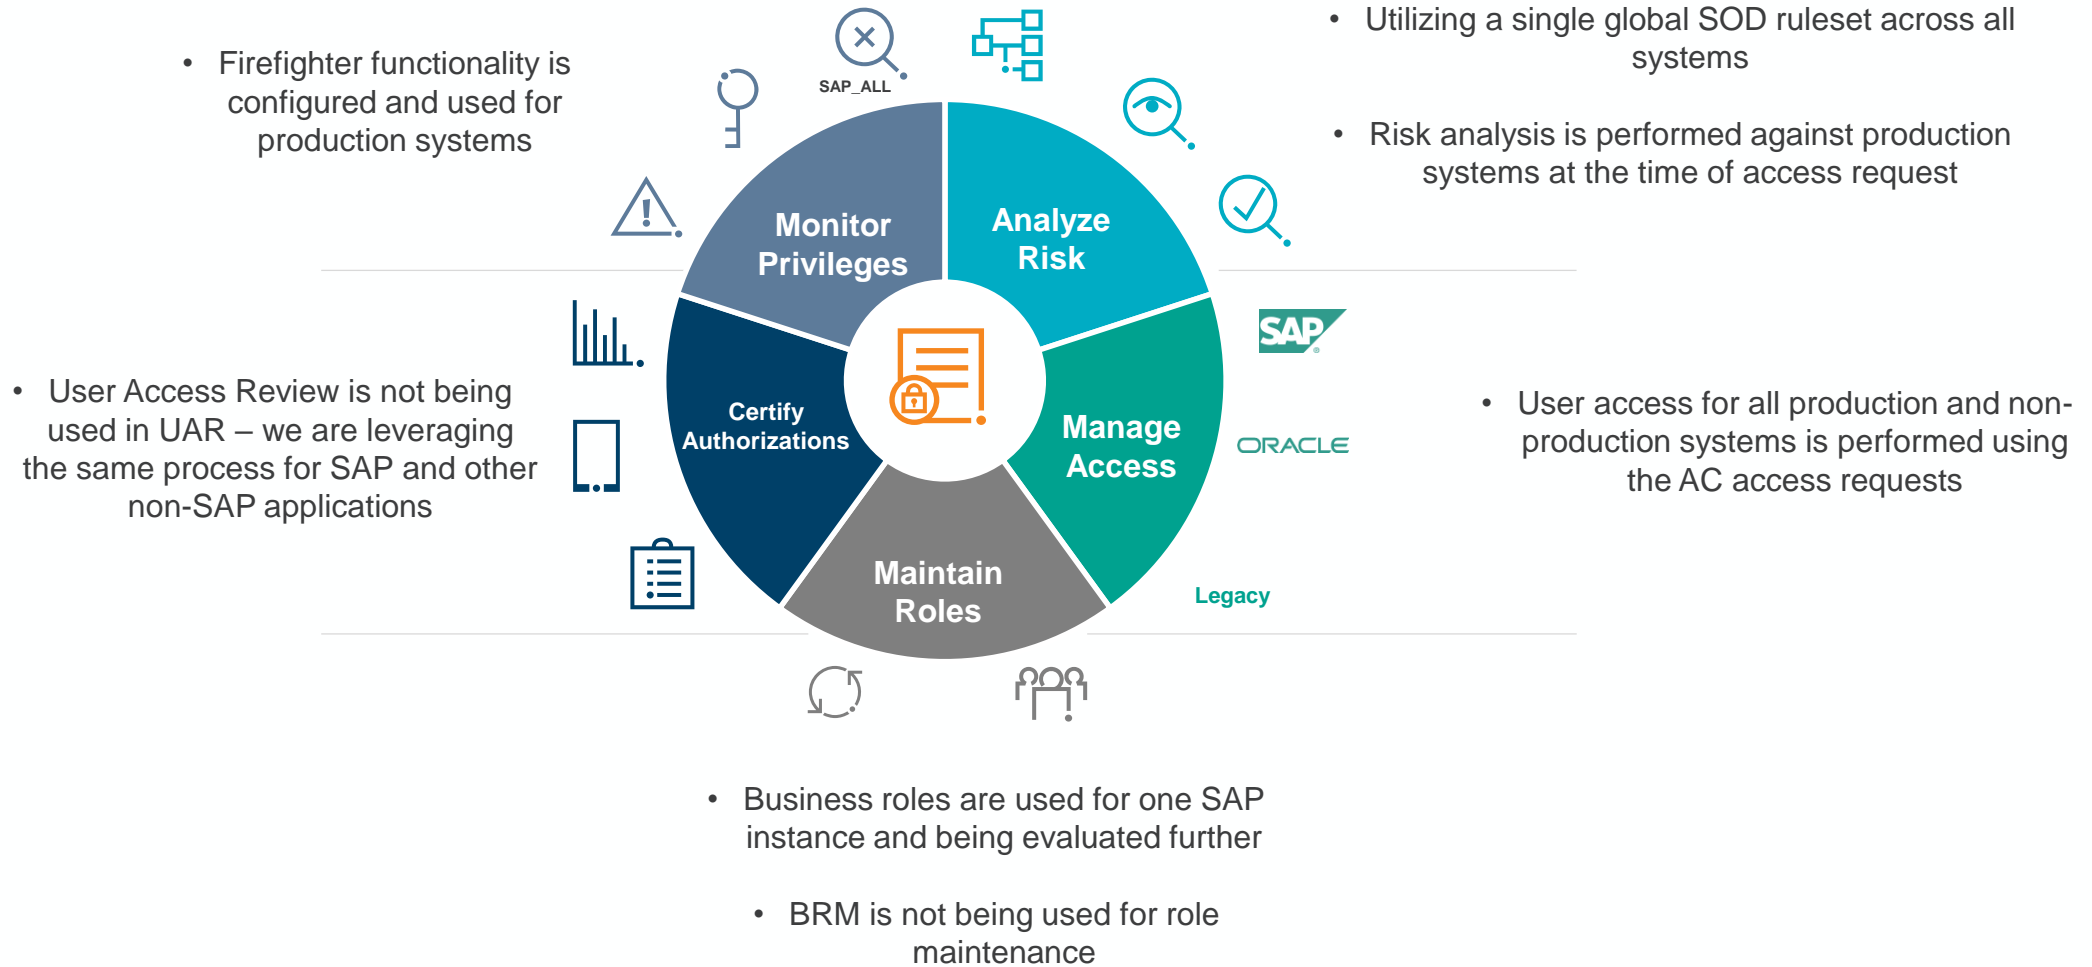 • Firefighter functionality is
configured and used for
production systems
SAP_ALL
• Utilizing a single global SOD ruleset across all
systems
• Risk analysis is performed against production
systems at the time of access request
Monitor
Privileges
Analyze
Risk
SAP
®
• User Access Review is not being
used in UAR – we are leveraging
the same process for SAP and other
non-SAP applications
Certify
Authorizations
Manage
Access
ORACLE
• User access for all production and non-
production systems is performed using
the AC access requests
Maintain
Roles
Legacy
• Business roles are used for one SAP
instance and being evaluated further
• BRM is not being used for role
maintenance